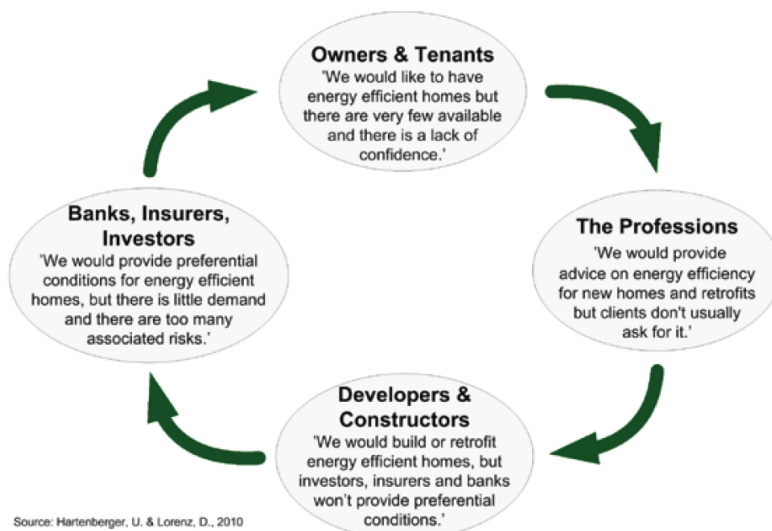 Owners & Tenants
'We would like to have
energy efficient homes but
there are very few available
and there is a lack of
confidence.'
The Professions
'We would provide
advice on energy efficiency
for new homes and retrofits
but clients don't usually
ask for it.'
Developers &
Constructors
'We would build or retrofit
energy efficient homes, but
investors, insurers and banks
won't provide preferential
conditions.'
Banks, Insurers,
Investors
'We would provide preferential
conditions for energy efficient
homes, but there is little demand
and there are too many
associated risks.'
Source: Hartenberger, U. & Lorenz, D., 2010